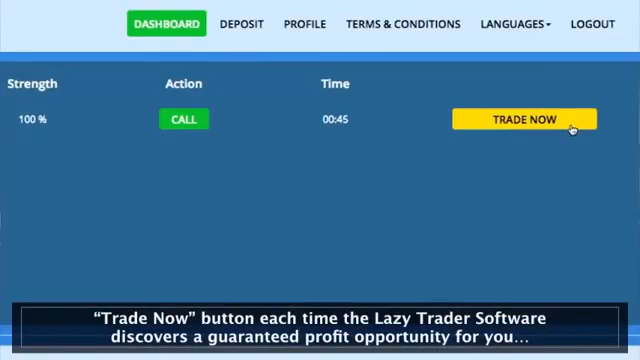 DASHBOARD DEPOSIT PROFILE TERMS & CONDITIONS LANGUAGES LOGOUT
Strength Action Time
100 % CALL 00:45 TRADE NOW
“Trade Now” button each time the Lazy Trader Software
discovers a guaranteed profit opportunity for you...